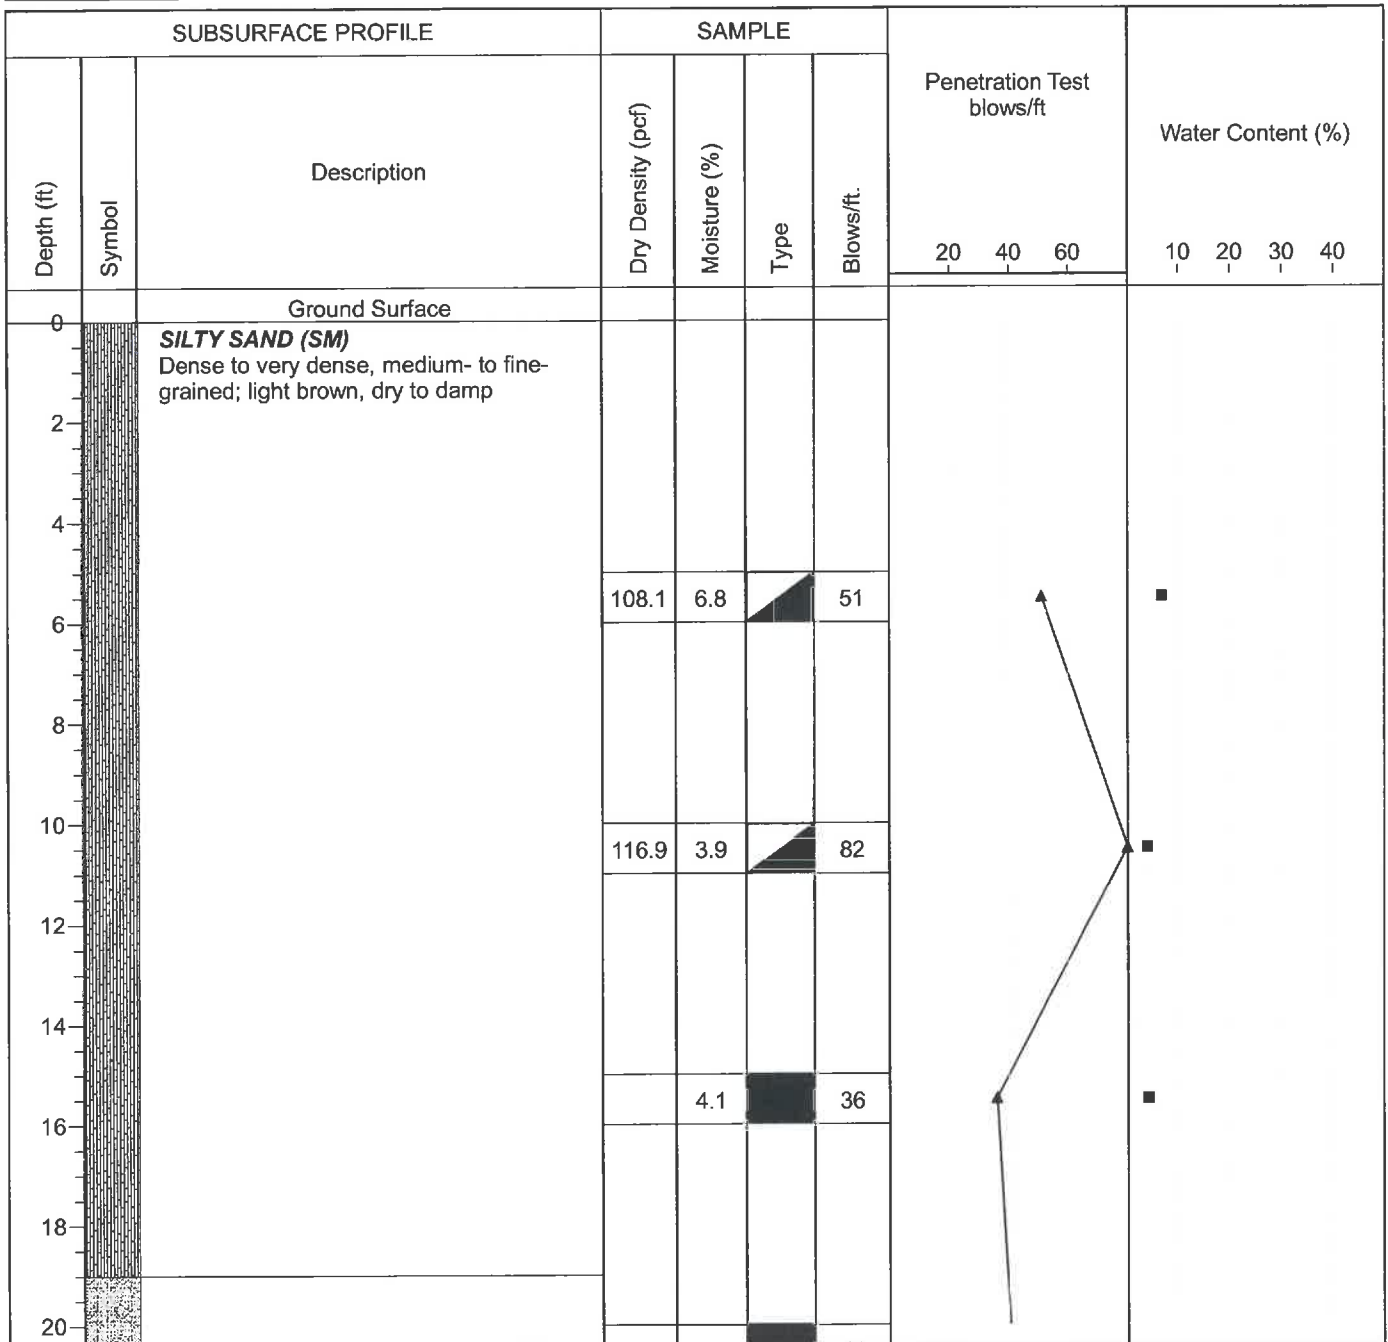 SUBSURFACE PROFILE
SAMPLE
Depth (ft)
Symbol
Description
Dry Density (pcf)
Moisture (%)
Type
Blows/ft.
Penetration Test
blows/ft
20 40 60
Water Content (%)
10 20 30 40
Ground Surface
0
SILTY SAND (SM)
Dense to very dense, medium- to fine-
grained; light brown, dry to damp
2
4
108.1 6.8 51
6
8
10
116.9 3.9 82
12
14
4.1 36
16
18
20